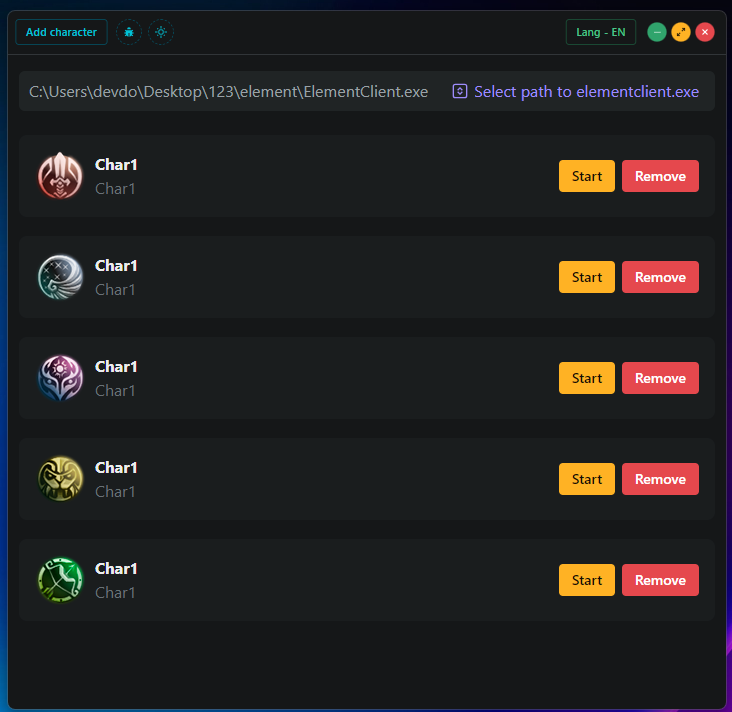 Add character
Lang - EN
C:\Users\devdo\Desktop\123\element\ElementClient.exe
Select path to elementclient.exe
Char1
Char1
Start
Remove
Char1
Char1
Start
Remove
Char1
Char1
Start
Remove
Char1
Char1
Start
Remove
Char1
Char1
Start
Remove